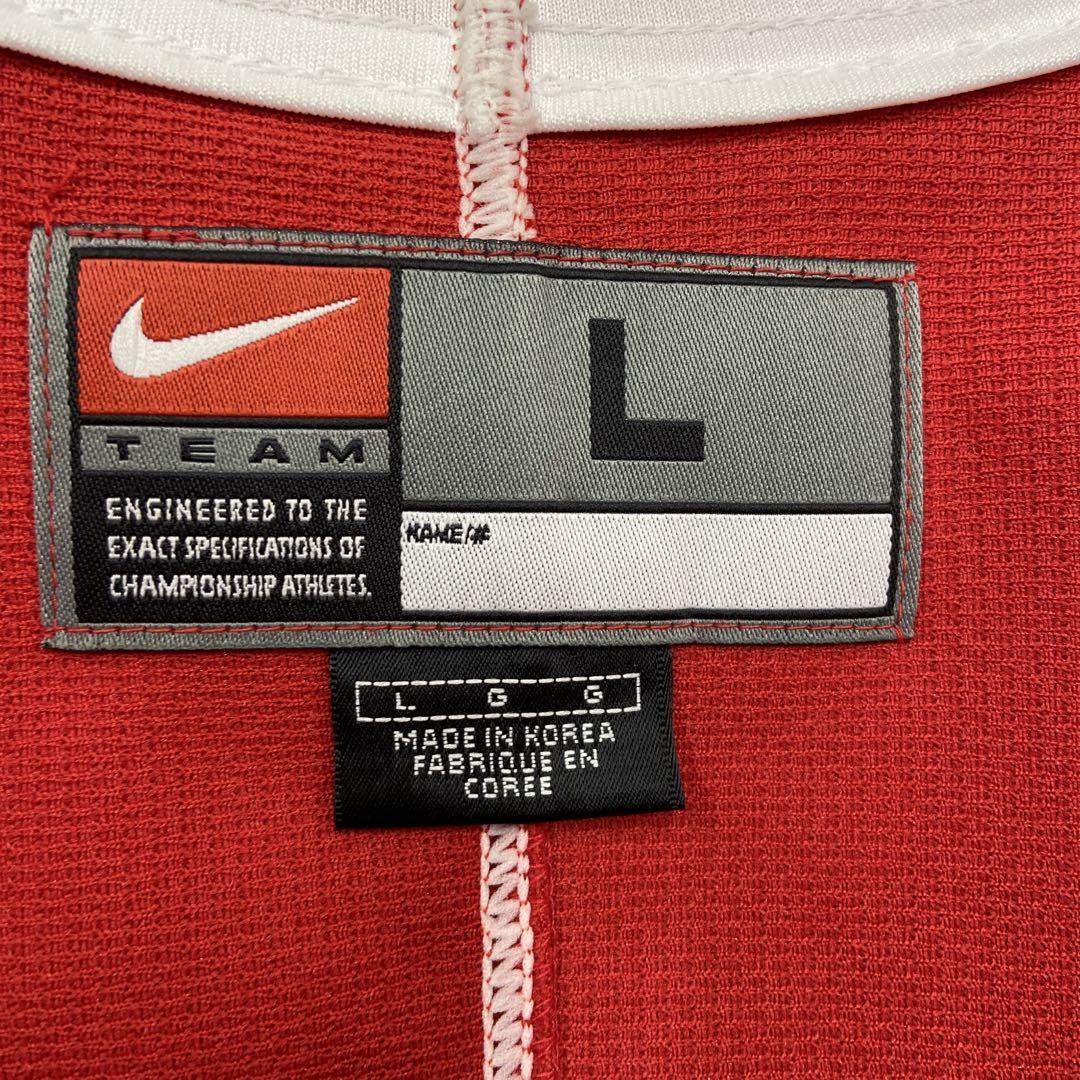 TEAM
ENGINEERED TO THE
EXACT SPECIFICATIONS OF
CHAMPIONSHIP ATHLETES.
L
NAME/#
L G G
MADE IN KOREA
FABRIQUE EN
COREE